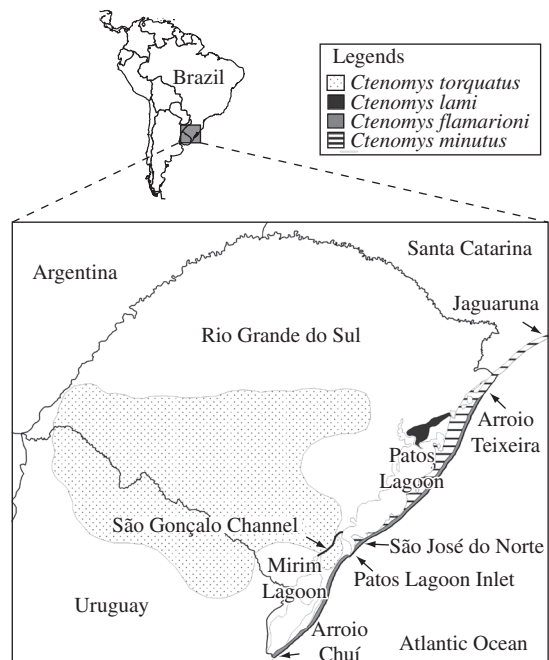 Brazil
Legends
Ctenomys torquatus
Ctenomys lami
Ctenomys flamarioni
Ctenomys minutus
Santa Catarina
Argentina
Jaguaruna
Rio Grande do Sul
Arroio
Teixeira
Patos
Lagoon
São Gonçalo Channel
São José do Norte
Mirim
Lagoon
Patos Lagoon Inlet
Uruguay
Arroio
Chuí
Atlantic Ocean